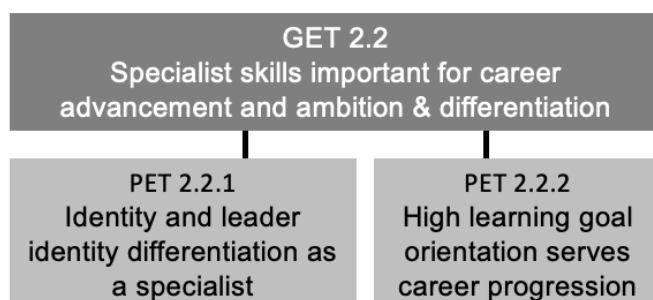 GET 2.2
Specialist skills important for career
advancement and ambition & differentiation
PET 2.2.1
Identity and leader
identity differentiation as
a specialist
PET 2.2.2
High learning goal
orientation serves
career progression